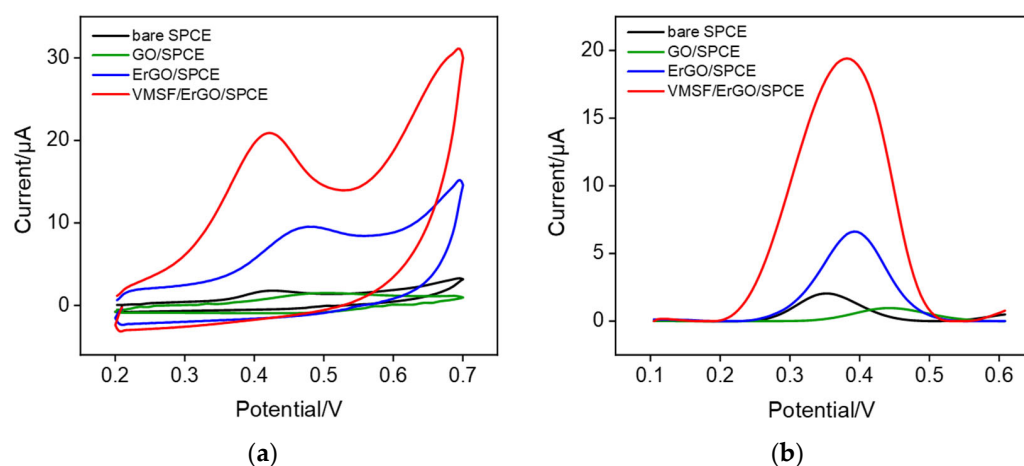 bare SPCE
GO/SPCE
ErGO/SPCE
VMSF/ErGO/SPCE
30
20
10
0
Current/µA
0.2 0.3 0.4 0.5 0.6 0.7
Potential/V
(a)
bare SPCE
GO/SPCE
ErGO/SPCE
VMSF/ErGO/SPCE
20
15
10
5
0
Current/µA
0.1 0.2 0.3 0.4 0.5 0.6
Potential/V
(b)